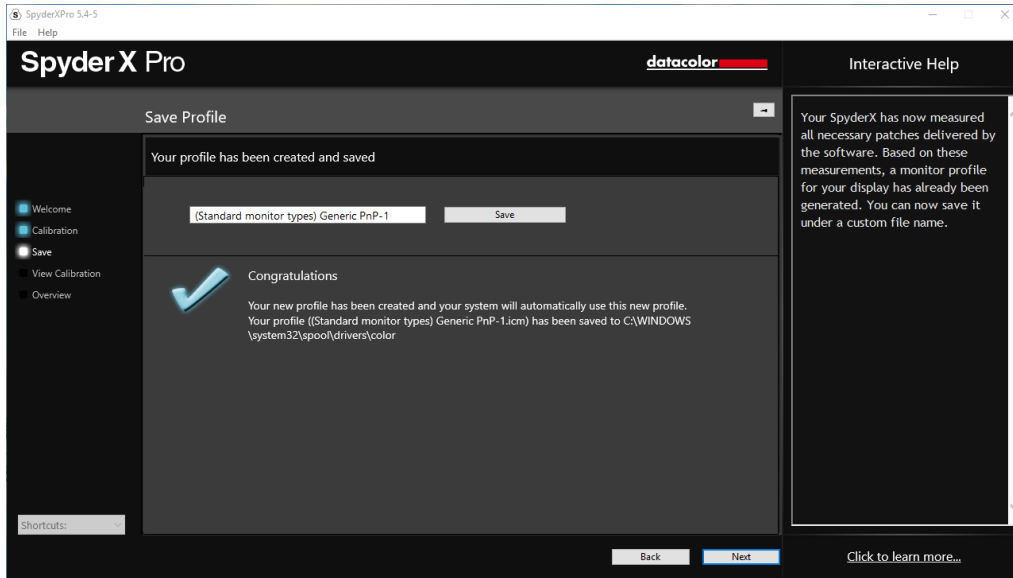 SpyderXPro 5.4-5
File Help
Spyder X Pro
datacolor
Interactive Help
Save Profile
Your profile has been created and saved
(Standard monitor types) Generic PnP-1
Save
Welcome
Calibration
Save
View Calibration
Overview
Congratulations
Your new profile has been created and your system will automatically use this new profile.
Your profile ((Standard monitor types) Generic PnP-1.icm) has been saved to C:\WINDOWS
\system32\spool\drivers\color
Your SpyderX has now measured
all necessary patches delivered by
the software. Based on these
measurements, a monitor profile
for your display has already been
generated. You can now save it
under a custom file name.
Shortcuts:
Back
Next
Click to learn more...